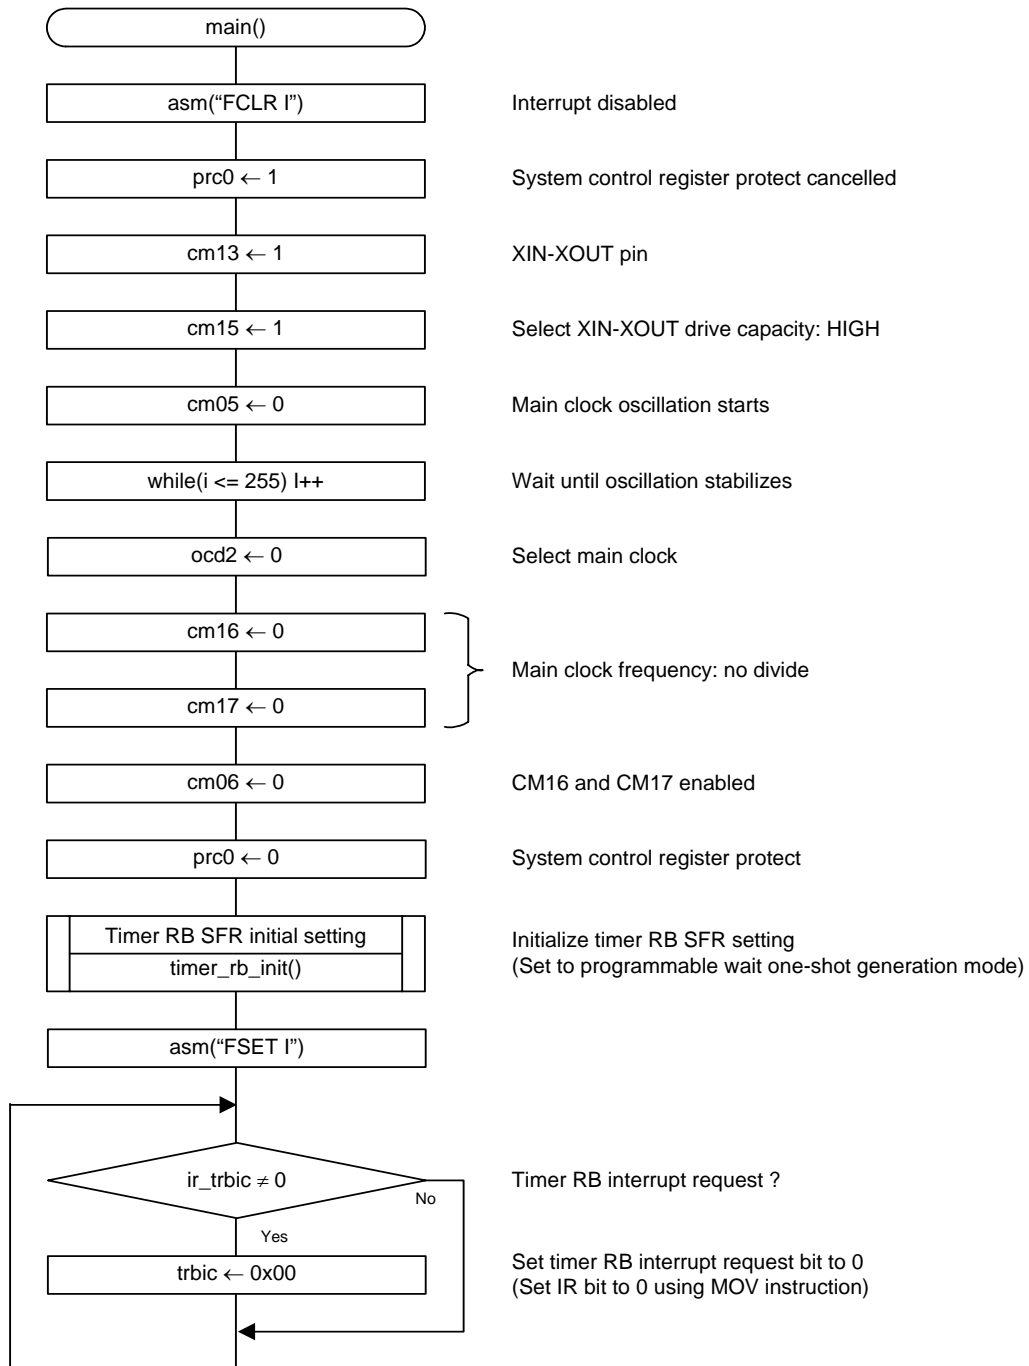 main()
asm(“FCLR I”)
Interrupt disabled
prc0 ← 1
System control register protect cancelled
cm13 ← 1
XIN-XOUT pin
cm15 ← 1
Select XIN-XOUT drive capacity: HIGH
cm05 ← 0
Main clock oscillation starts
while(i <= 255) I++
Wait until oscillation stabilizes
ocd2 ← 0
Select main clock
cm16 ← 0
Main clock frequency: no divide
cm17 ← 0
cm06 ← 0
CM16 and CM17 enabled
prc0 ← 0
System control register protect
Timer RB SFR initial setting
timer_rb_init()
Initialize timer RB SFR setting
(Set to programmable wait one-shot generation mode)
asm(“FSET I”)
ir_trbic ≠ 0
No
Timer RB interrupt request ?
Yes
trbic ← 0x00
Set timer RB interrupt request bit to 0
(Set IR bit to 0 using MOV instruction)